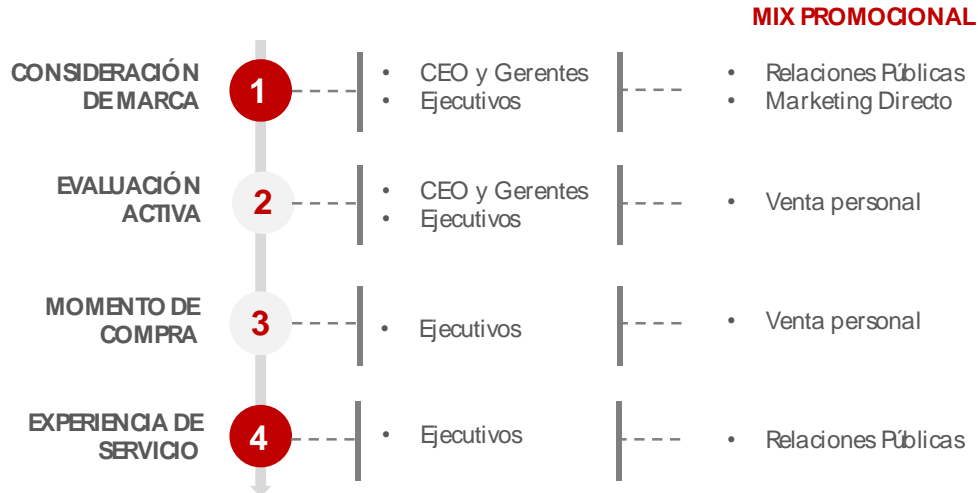 MIX PROMOCIONAL
CONSIDERACIÓN
DE MARCA
1
• CEO y Gerentes
• Ejecutivos
• Relaciones Públicas
• Marketing Directo
EVALUACIÓN
ACTIVA
2
• CEO y Gerentes
• Ejecutivos
• Venta personal
MOMENTO DE
COMPRA
3
• Ejecutivos
• Venta personal
EXPERIENCIA DE
SERVICIO
4
• Ejecutivos
• Relaciones Públicas